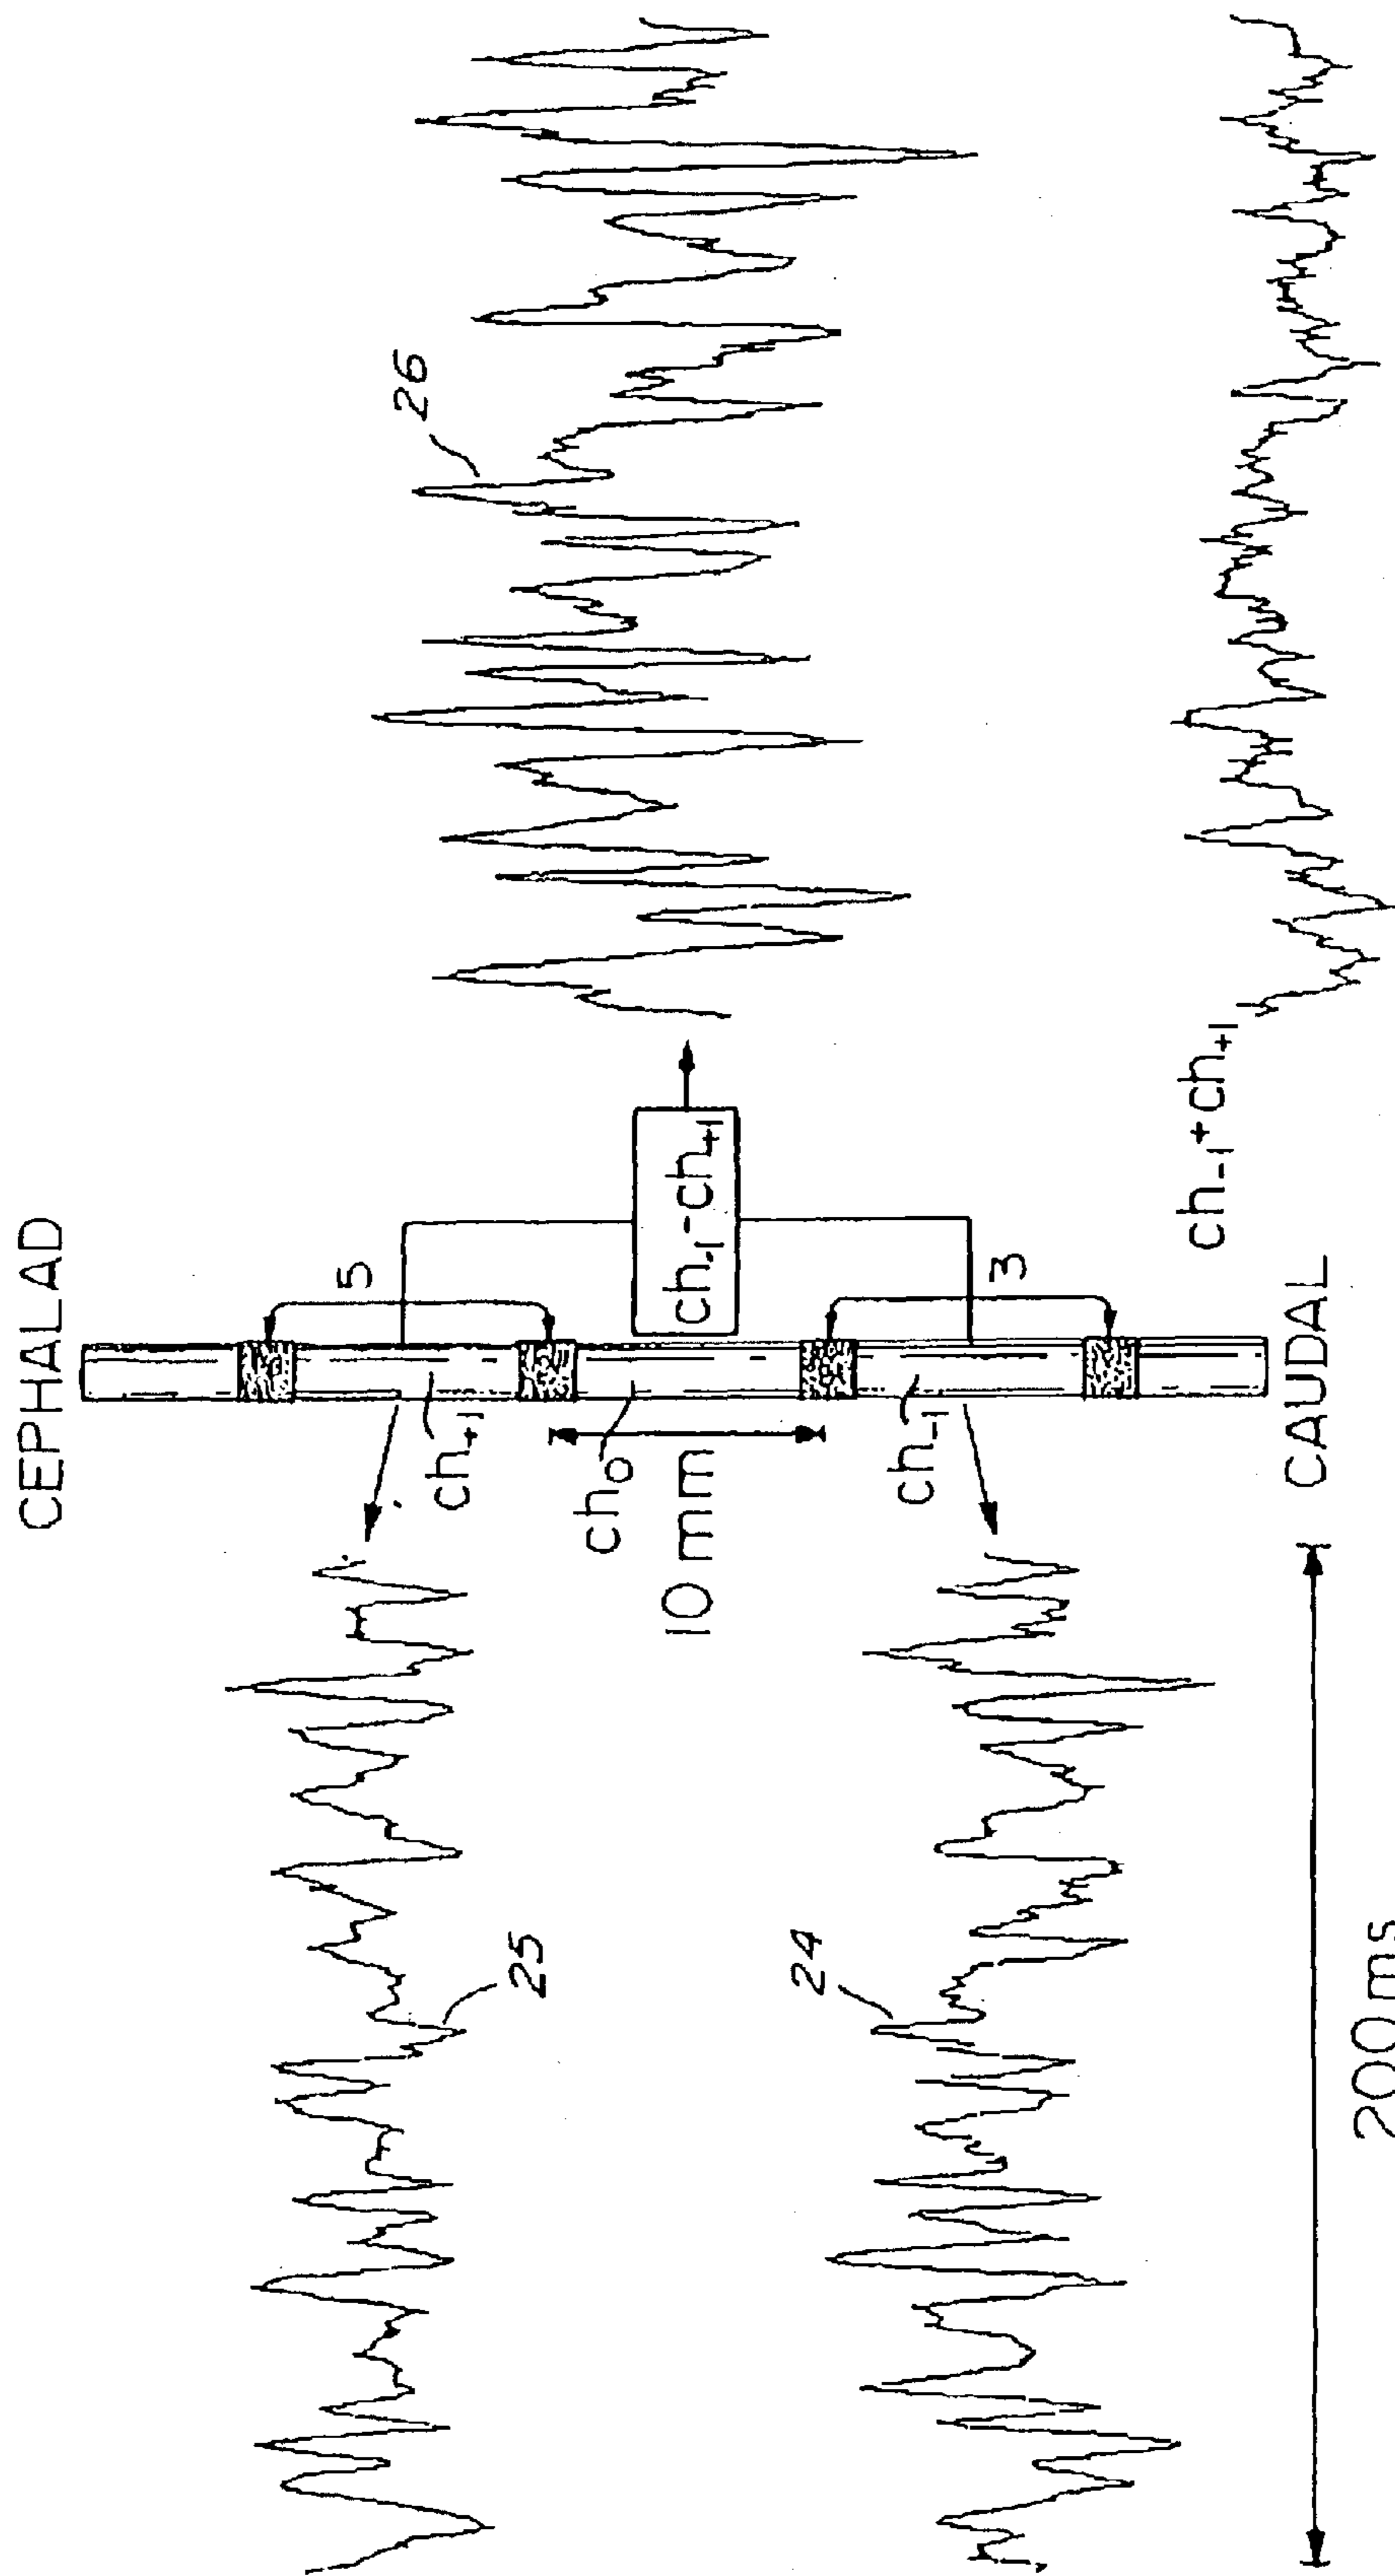 CEPHALAD
26
5
ch₋₁-ch₊₁
ch₊₁
ch₀
10 mm
3
ch₋₁
CAUDAL
ch₋₁+ch₊₁
25
24
200 ms